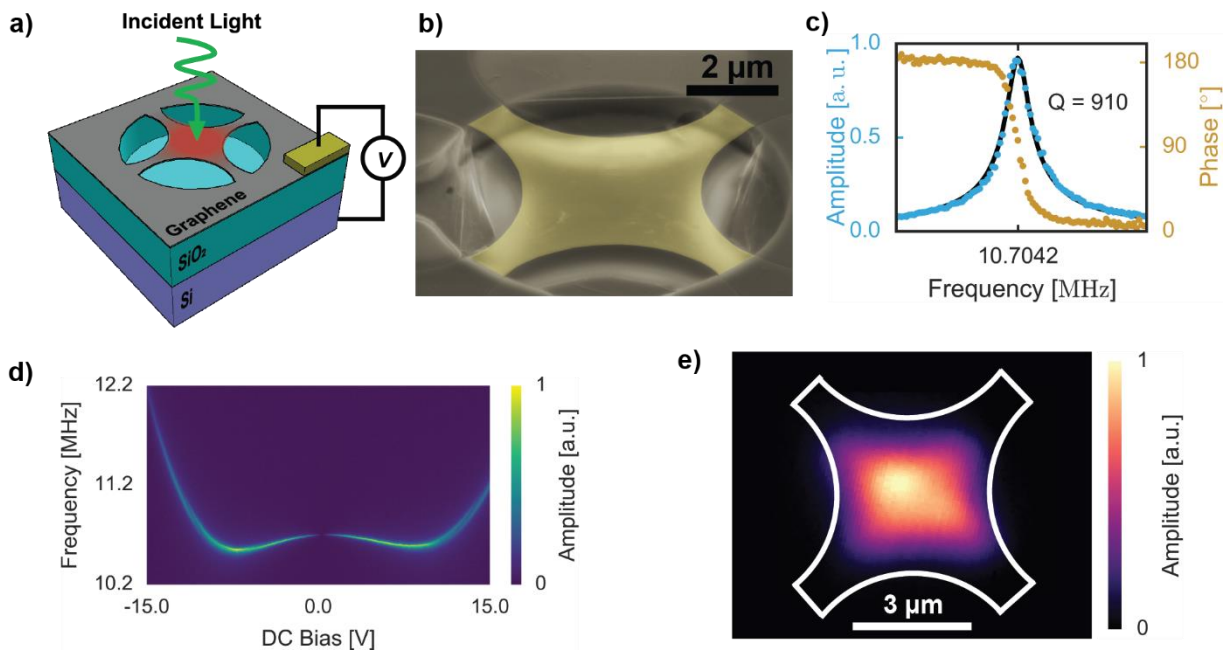 a)
Incident Light
V
Graphene
SiO₂
Si
b)
2 μm
c)
Amplitude [a. u.]
1.0
0.5
0.0
Q = 910
180
90
0
Phase [°]
10.7042
Frequency [MHz]
d)
Frequency [MHz]
12.2
11.2
10.2
-15.0
0.0
15.0
DC Bias [V]
1
0
Amplitude [a.u.]
e)
3 μm
1
0
Amplitude [a.u.]